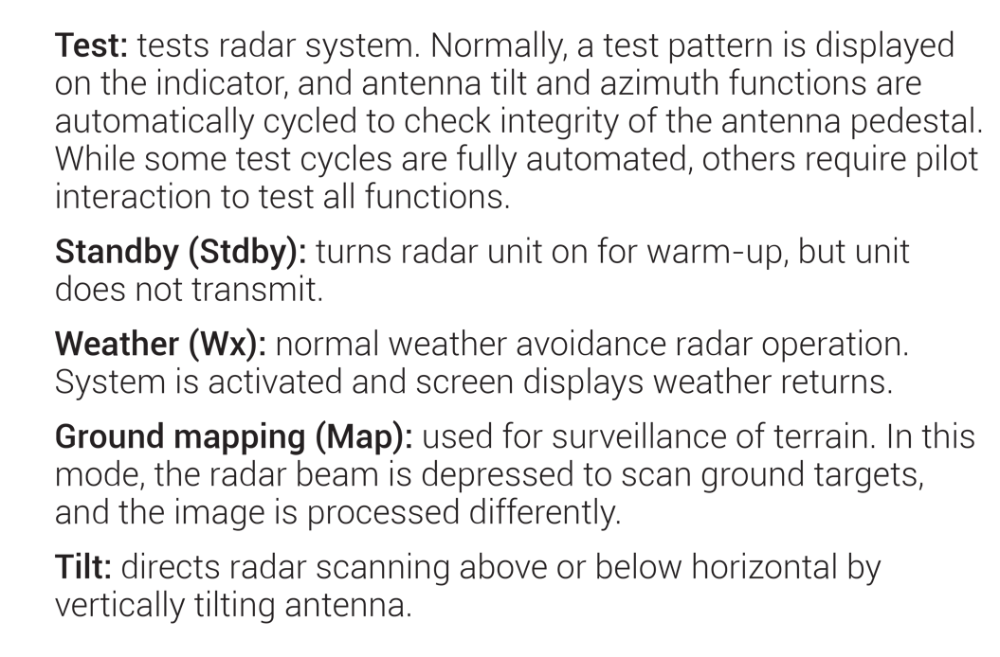 Test: tests radar system. Normally, a test pattern is displayed
on the indicator, and antenna tilt and azimuth functions are
automatically cycled to check integrity of the antenna pedestal.
While some test cycles are fully automated, others require pilot
interaction to test all functions.
Standby (Stdby): turns radar unit on for warm-up, but unit
does not transmit.
Weather (Wx): normal weather avoidance radar operation.
System is activated and screen displays weather returns.
Ground mapping (Map): used for surveillance of terrain. In this
mode, the radar beam is depressed to scan ground targets,
and the image is processed differently.
Tilt: directs radar scanning above or below horizontal by
vertically tilting antenna.